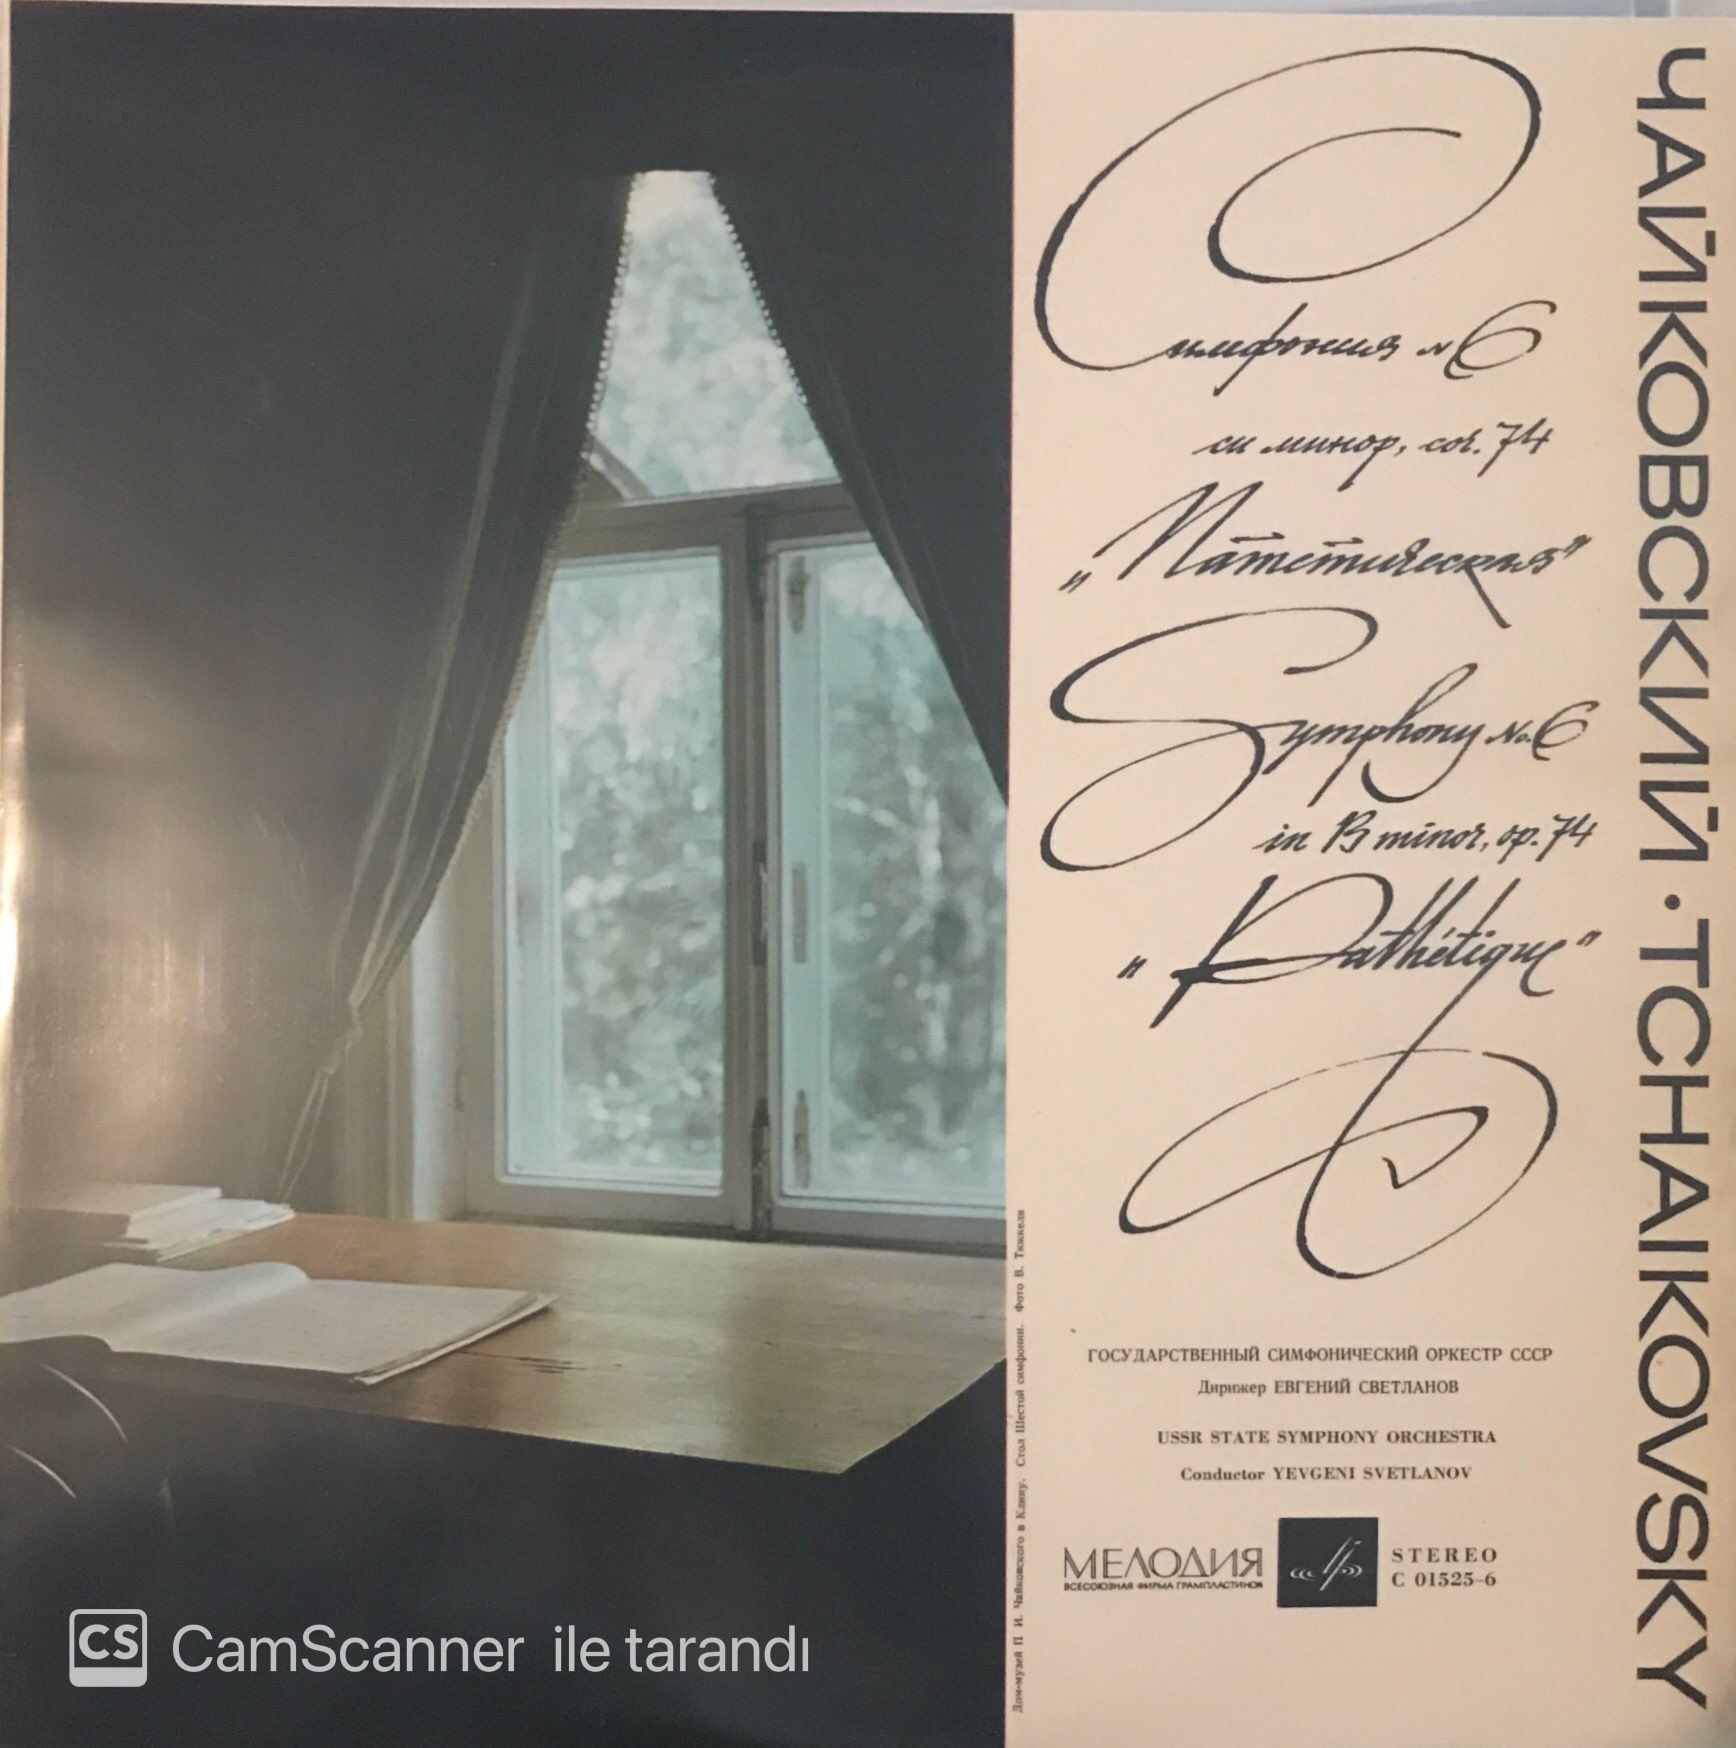 Симфония № 6
си минор, соч. 74
„Патетическая”
Symphony No. 6
in B minor, op. 74
„Pathétique”
ЧАЙКОВСКИЙ · TCHAIKOVSKY
ГОСУДАРСТВЕННЫЙ СИМФОНИЧЕСКИЙ ОРКЕСТР СССР
Дирижер ЕВГЕНИЙ СВЕТЛАНОВ
USSR STATE SYMPHONY ORCHESTRA
Conductor YEVGENI SVETLANOV
МЕЛОДИЯ
ВСЕСОЮЗНАЯ ФИРМА ГРАМПЛАСТИНОК
STEREO
С 01525-6
Дом-музей П. И. Чайковского в Клину. Стол Шестой симфонии. Фото В. Тюккеля
CS CamScanner ile tarandı